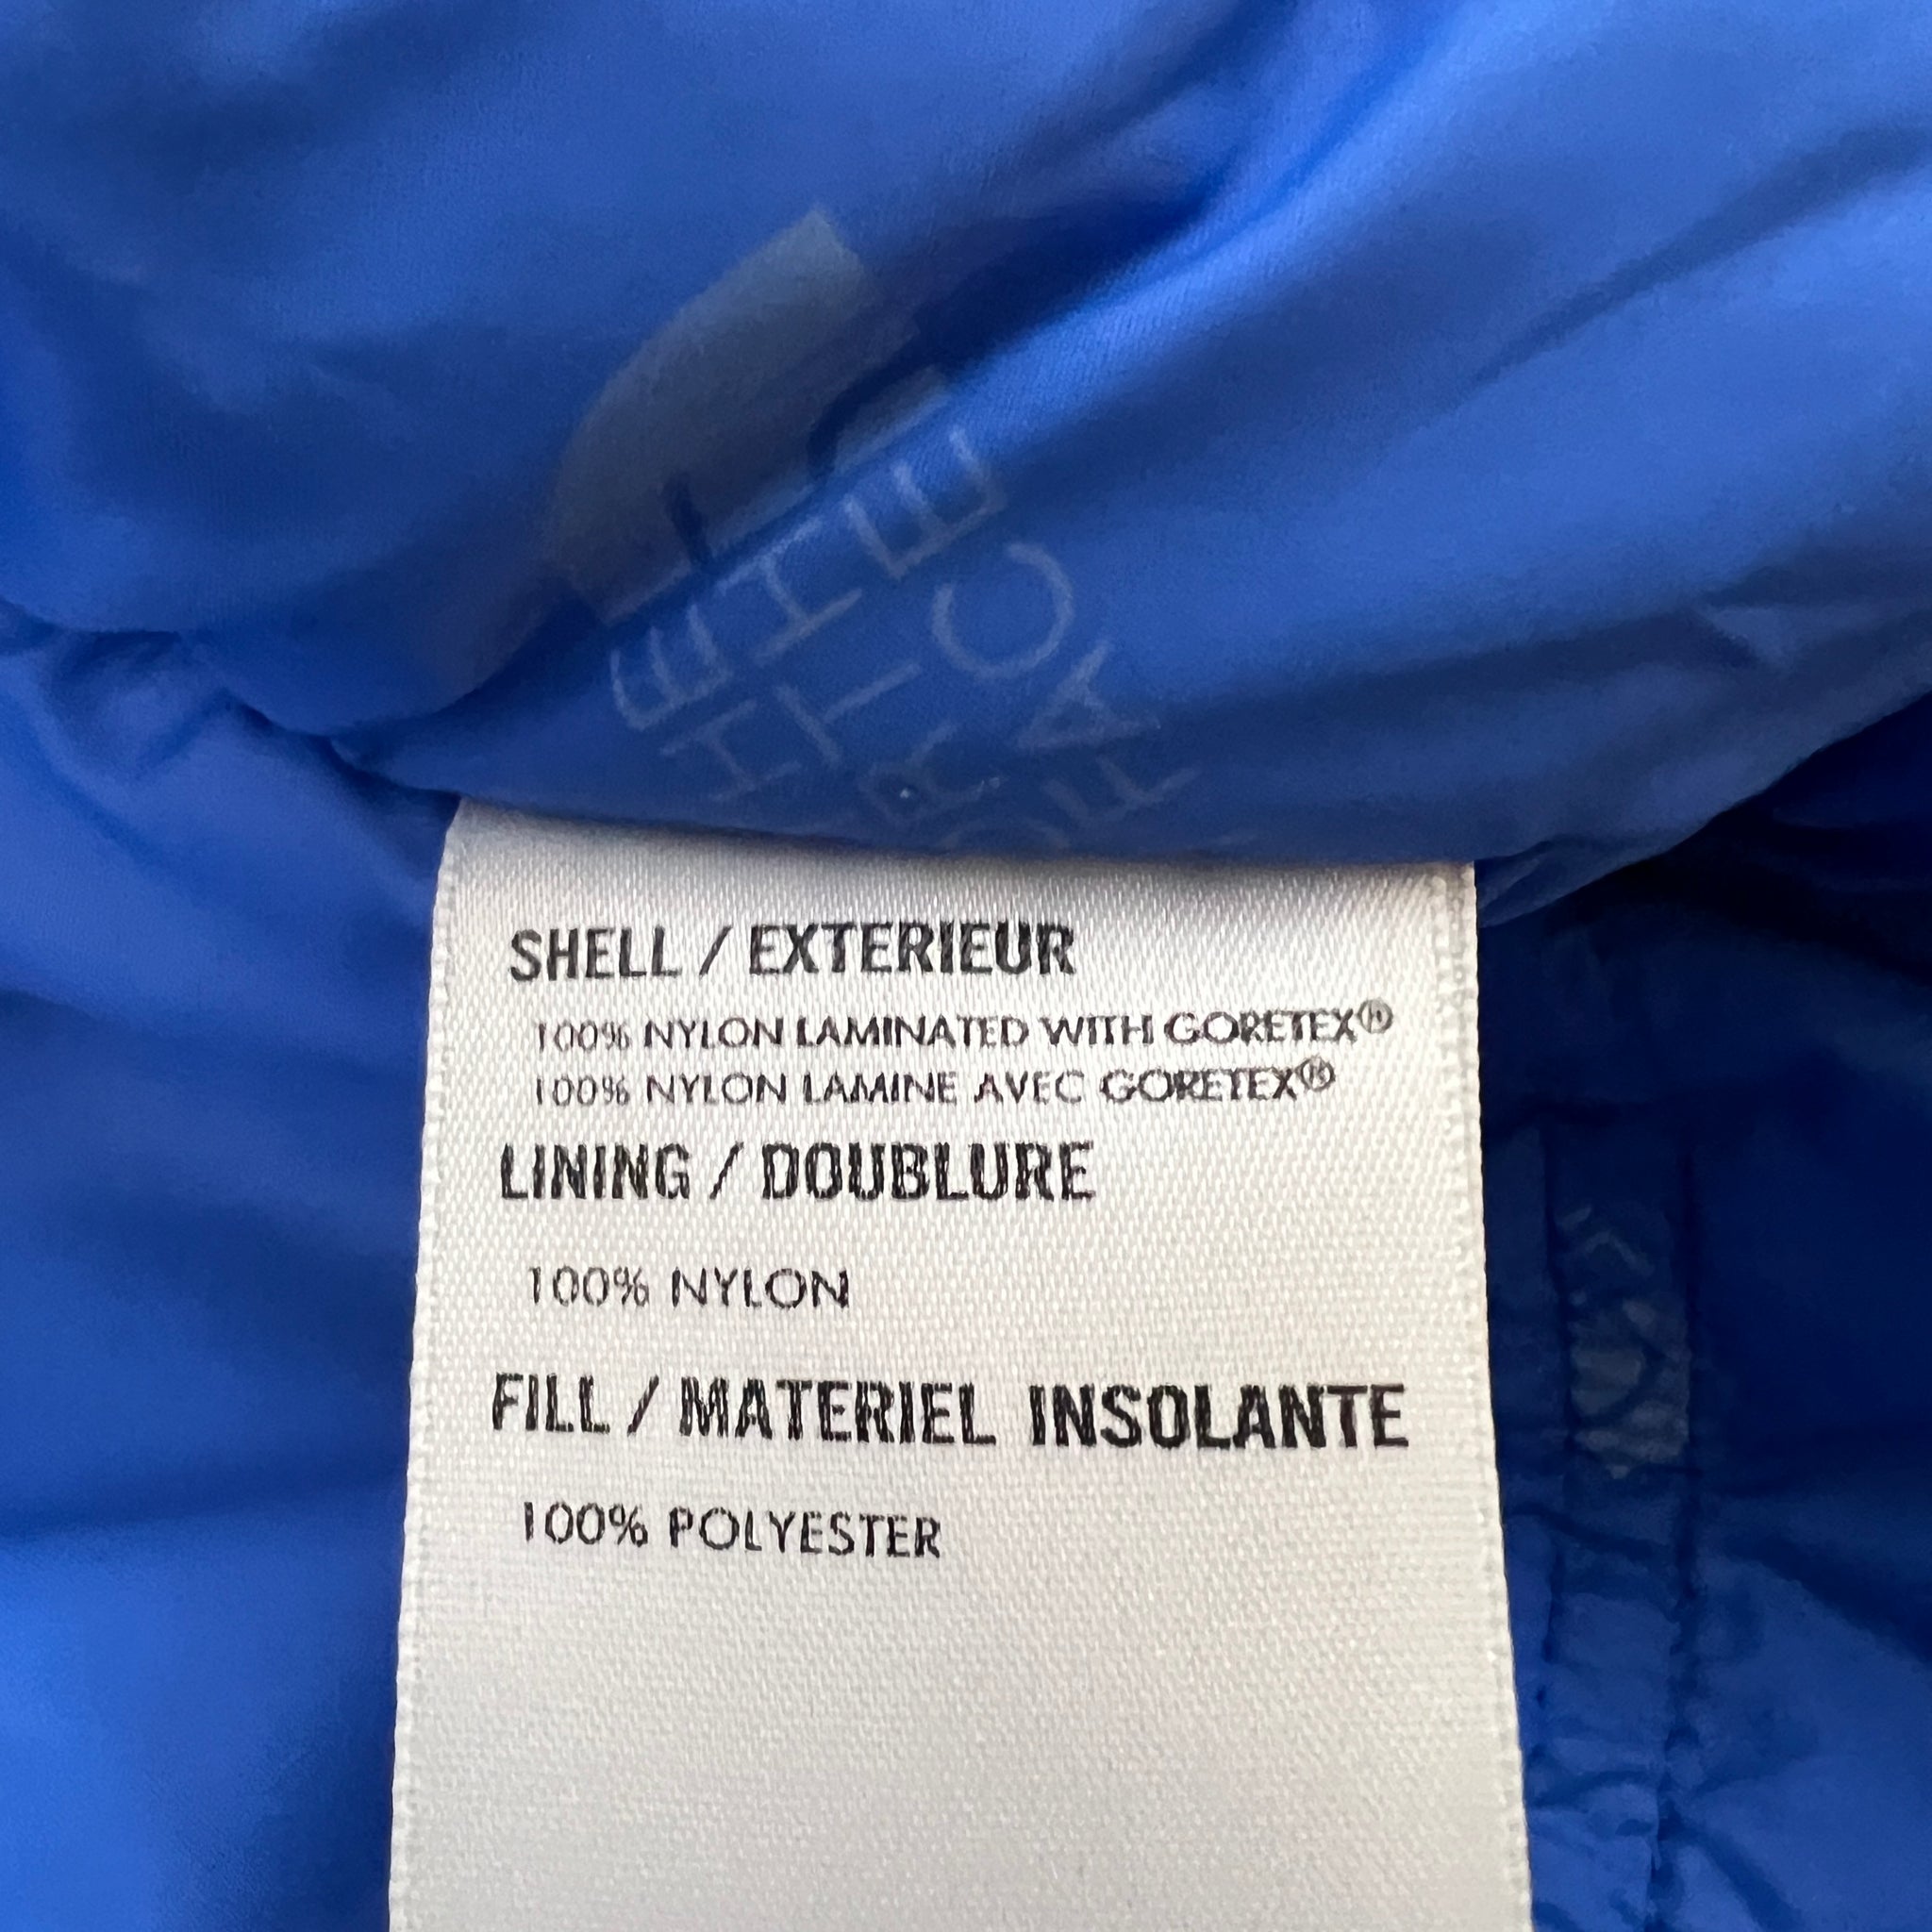 SHELL / EXTERIEUR
100% NYLON LAMINATED WITH GORETEX®
100% NYLON LAMINE AVEC GORETEX®
LINING / DOUBLURE
100% NYLON
FILL / MATERIEL INSOLANTE
100% POLYESTER